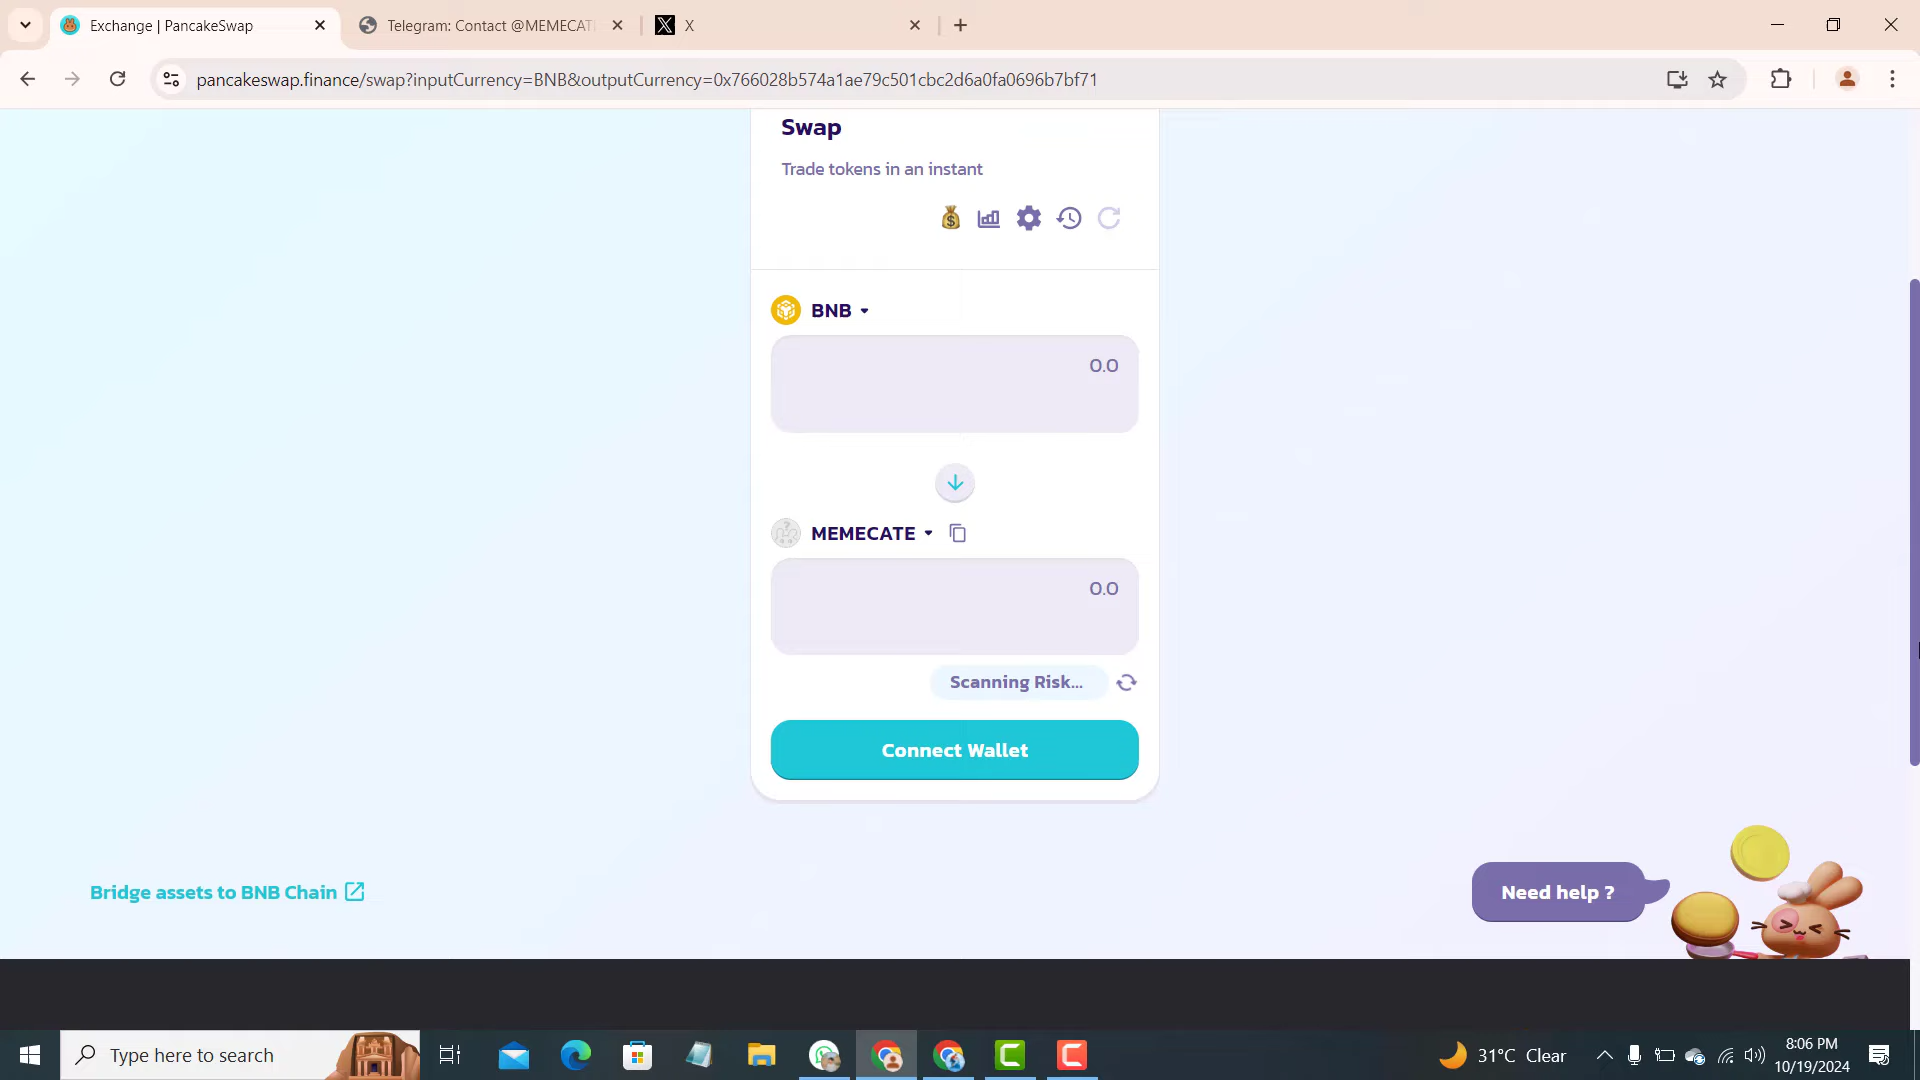 Exchange | PancakeSwap
Telegram: Contact @MEMECAT
X
pancakeswap.finance/swap?inputCurrency=BNB&outputCurrency=0x766028b574a1ae79c501cbc2d6a0fa0696b7bf71
Swap
Trade tokens in an instant
BNB
0.0
MEMECATE
0.0
Scanning Risk...
Connect Wallet
Bridge assets to BNB Chain
Need help ?
Type here to search
31°C Clear
8:06 PM
10/19/2024